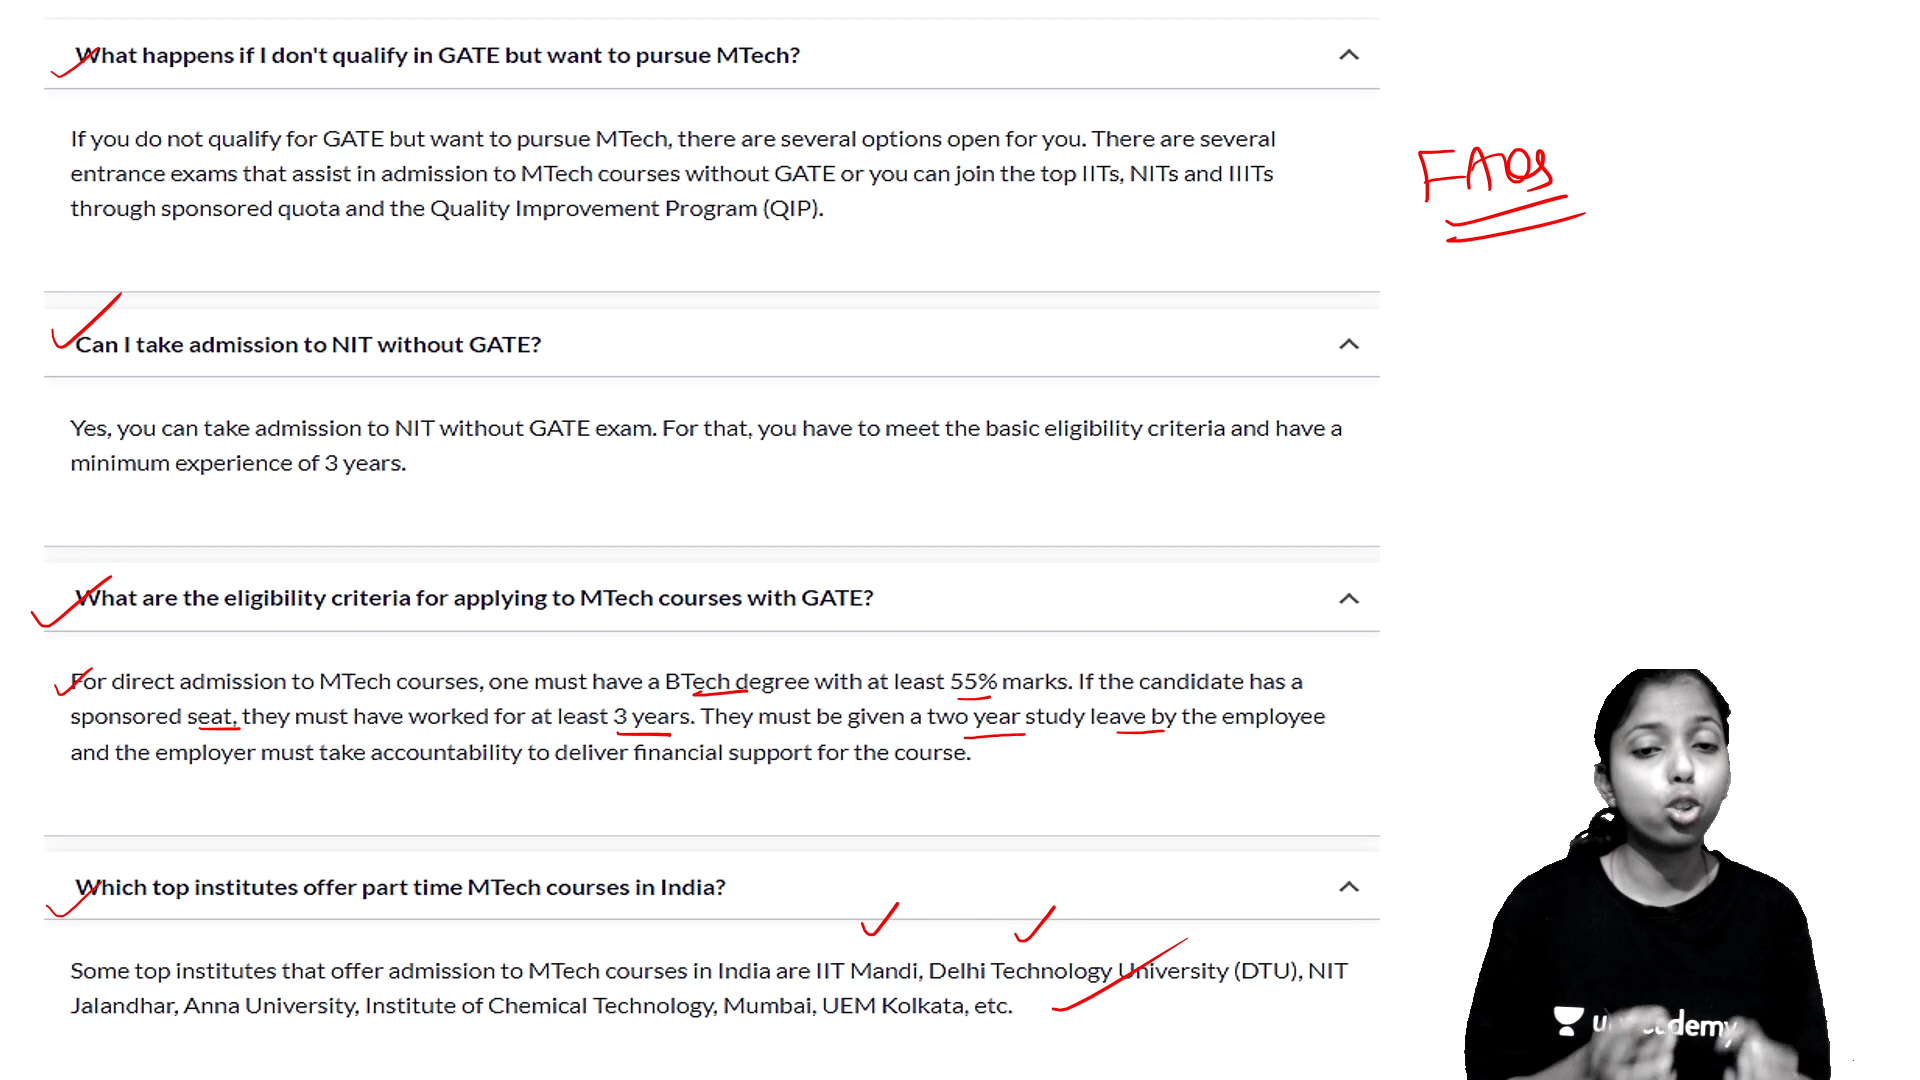 What happens if I don't qualify in GATE but want to pursue MTech?
If you do not qualify for GATE but want to pursue MTech, there are several options open for you. There are several
entrance exams that assist in admission to MTech courses without GATE or you can join the top IITs, NITs and IIITs
through sponsored quota and the Quality Improvement Program (QIP).
FAQs
Can I take admission to NIT without GATE?
Yes, you can take admission to NIT without GATE exam. For that, you have to meet the basic eligibility criteria and have a
minimum experience of 3 years.
What are the eligibility criteria for applying to MTech courses with GATE?
For direct admission to MTech courses, one must have a BTech degree with at least 55% marks. If the candidate has a
sponsored seat, they must have worked for at least 3 years. They must be given a two year study leave by the employee
and the employer must take accountability to deliver financial support for the course.
Which top institutes offer part time MTech courses in India?
Some top institutes that offer admission to MTech courses in India are IIT Mandi, Delhi Technology University (DTU), NIT
Jalandhar, Anna University, Institute of Chemical Technology, Mumbai, UEM Kolkata, etc.